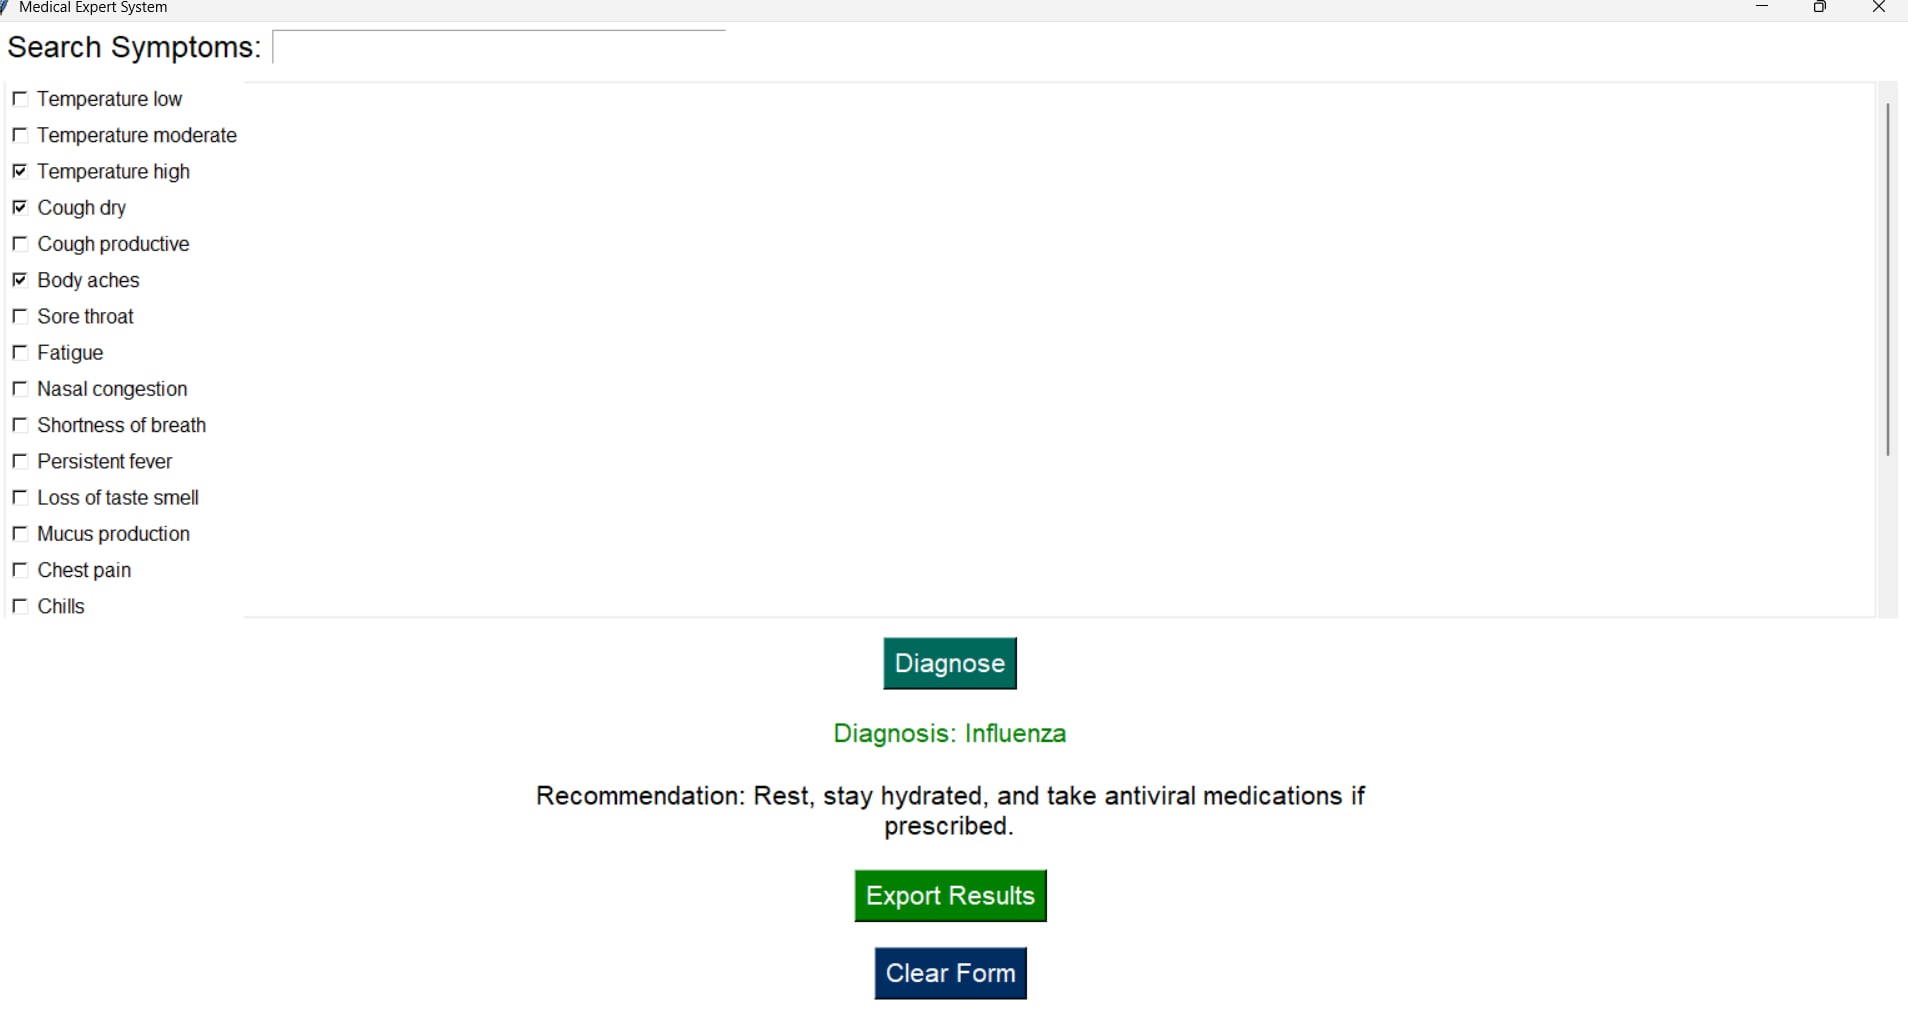 Medical Expert System
Search Symptoms:
Temperature low
Temperature moderate
Temperature high
Cough dry
Cough productive
Body aches
Sore throat
Fatigue
Nasal congestion
Shortness of breath
Persistent fever
Loss of taste smell
Mucus production
Chest pain
Chills
Diagnose
Diagnosis: Influenza
Recommendation: Rest, stay hydrated, and take antiviral medications if
prescribed.
Export Results
Clear Form